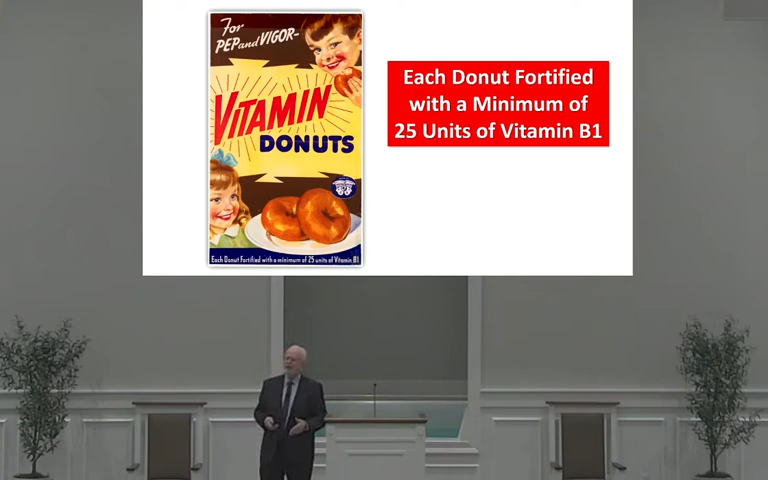 For
PEP and VIGOR-
VITAMIN
DONUTS
Each Donut Fortified with a minimum of 25 units of Vitamin B1
Each Donut Fortified
with a Minimum of
25 Units of Vitamin B1